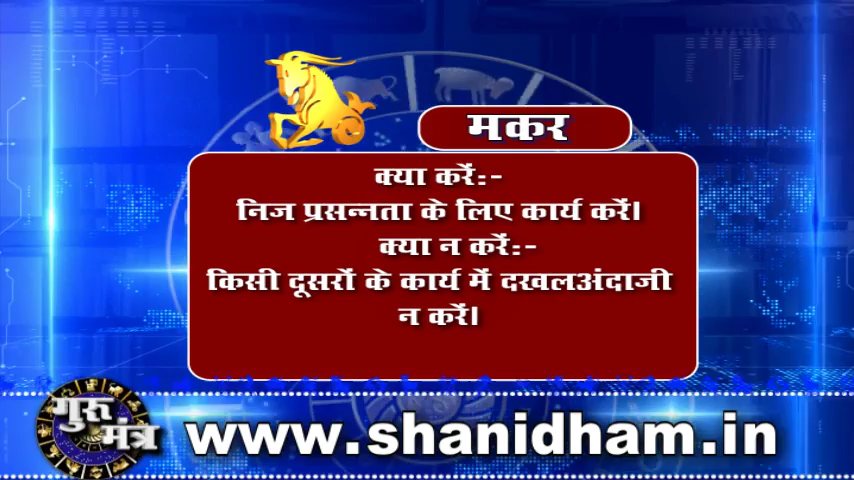 मकर
क्या करें:-
निज प्रसन्नता के लिए कार्य करें।
क्या न करें:-
किसी दूसरों के कार्य में दखलअंदाजी
न करें।
गुरु
मंत्र
www.shanidham.in